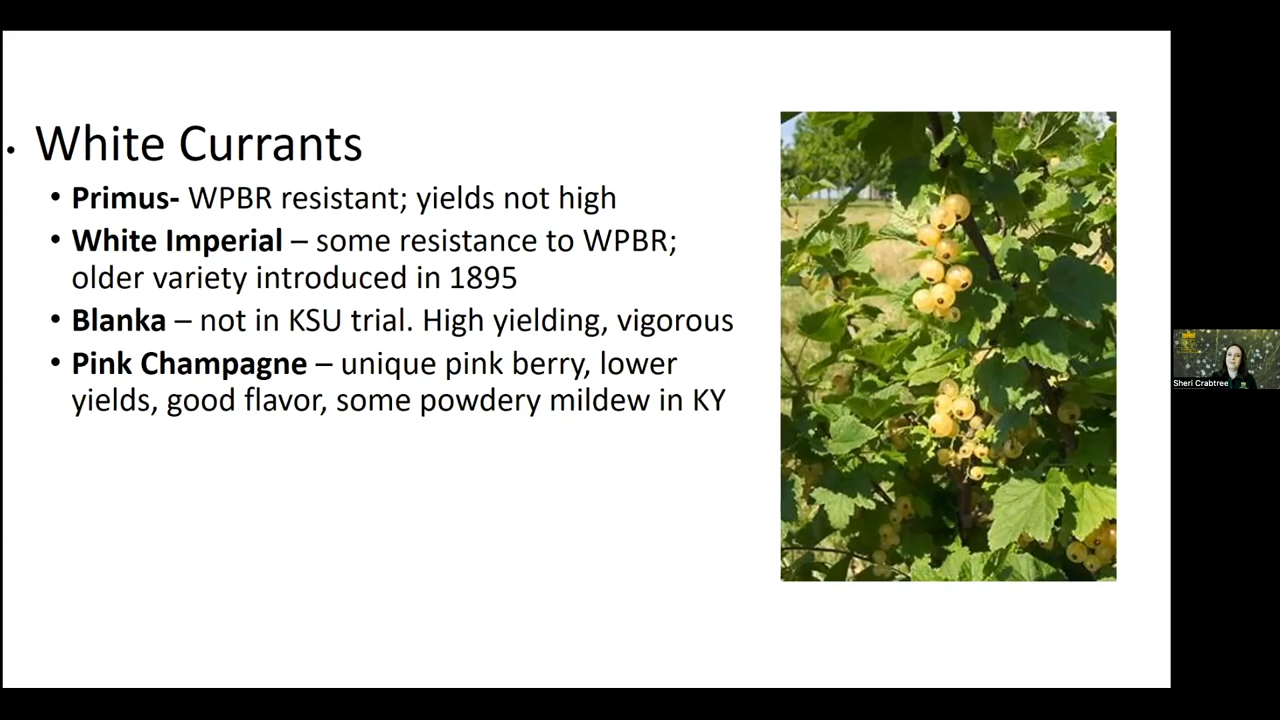 • White Currants
• Primus- WPBR resistant; yields not high
• White Imperial – some resistance to WPBR;
older variety introduced in 1895
• Blanka – not in KSU trial. High yielding, vigorous
• Pink Champagne – unique pink berry, lower
yields, good flavor, some powdery mildew in KY
Sheri Crabtree